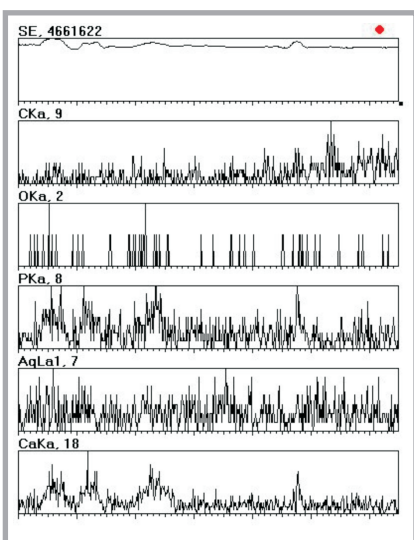 SE, 4661622
CKa, 9
OKa, 2
PKa, 8
AgLa1, 7
CaKa, 18